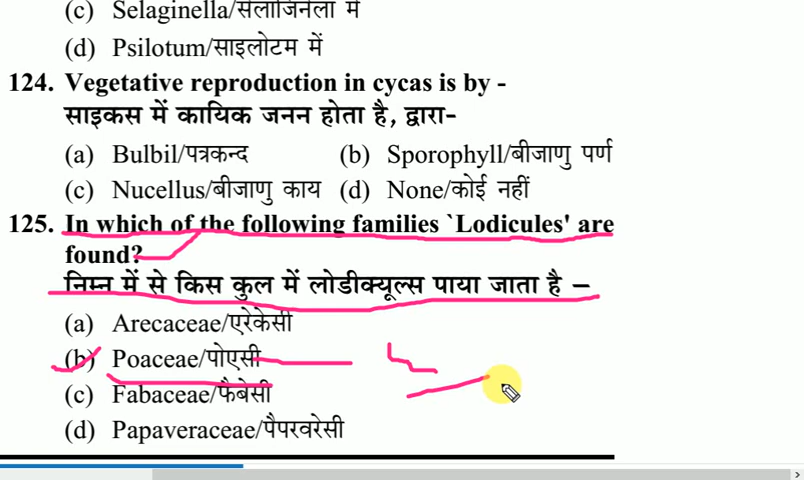 (c) Selaginella/सेलाजिनेला में
(d) Psilotum/साइलोटम में
124. Vegetative reproduction in cycas is by -
साइकस में कायिक जनन होता है, द्वारा-
(a) Bulbil/पत्रकन्द (b) Sporophyll/बीजाणु पर्ण
(c) Nucellus/बीजाणु काय (d) None/कोई नहीं
125. In which of the following families `Lodicules' are
found?
निम्न में से किस कुल में लोडीक्यूल्स पाया जाता है –
(a) Arecaceae/एरेकेसी
(b) Poaceae/पोएसी
(c) Fabaceae/फैबेसी
(d) Papaveraceae/पैपरवरेसी